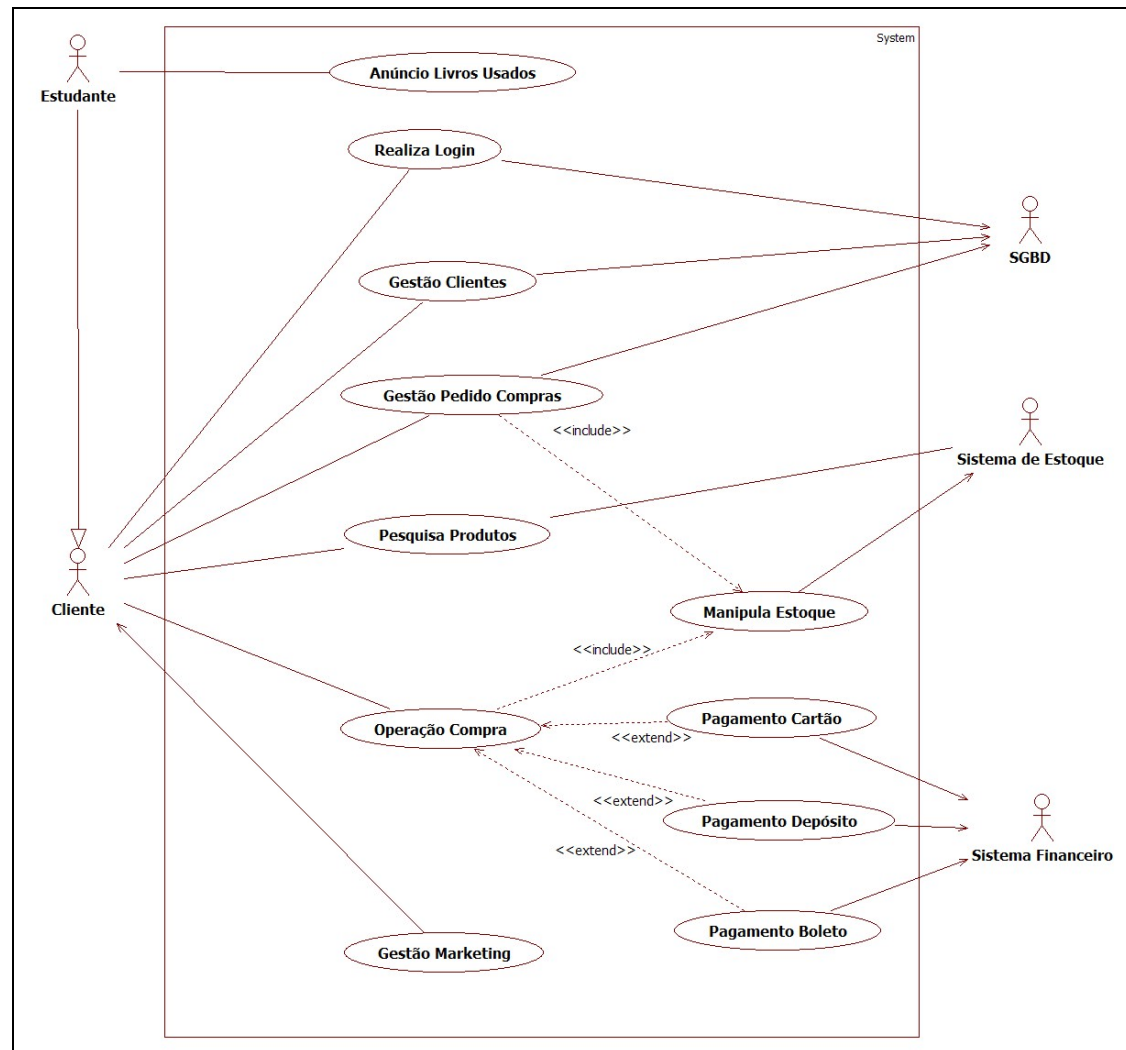 System
Estudante
Anúncio Livros Usados
Realiza Login
SGBD
Gestão Clientes
Gestão Pedido Compras
<<include>>
Sistema de Estoque
Pesquisa Produtos
Cliente
Manipula Estoque
<<include>>
Operação Compra
Pagamento Cartão
<<extend>>
<<extend>>
Pagamento Depósito
<<extend>>
Sistema Financeiro
Pagamento Boleto
Gestão Marketing